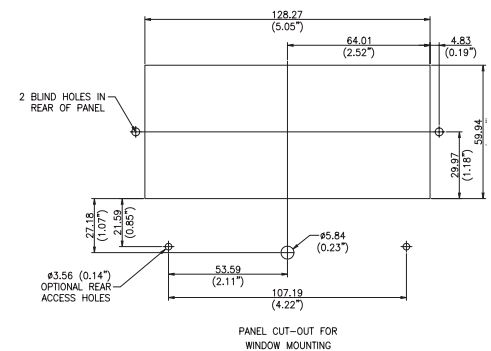 128.27
(5.05")
64.01
(2.52")
4.83
(0.19")
2 BLIND HOLES IN
REAR OF PANEL
59.94
29.97
(1.18")
27.18
(1.07")
21.59
(0.85")
ø5.84
(0.23")
ø3.56 (0.14")
OPTIONAL REAR
ACCESS HOLES
53.59
(2.11")
107.19
(4.22")
PANEL CUT-OUT FOR
WINDOW MOUNTING